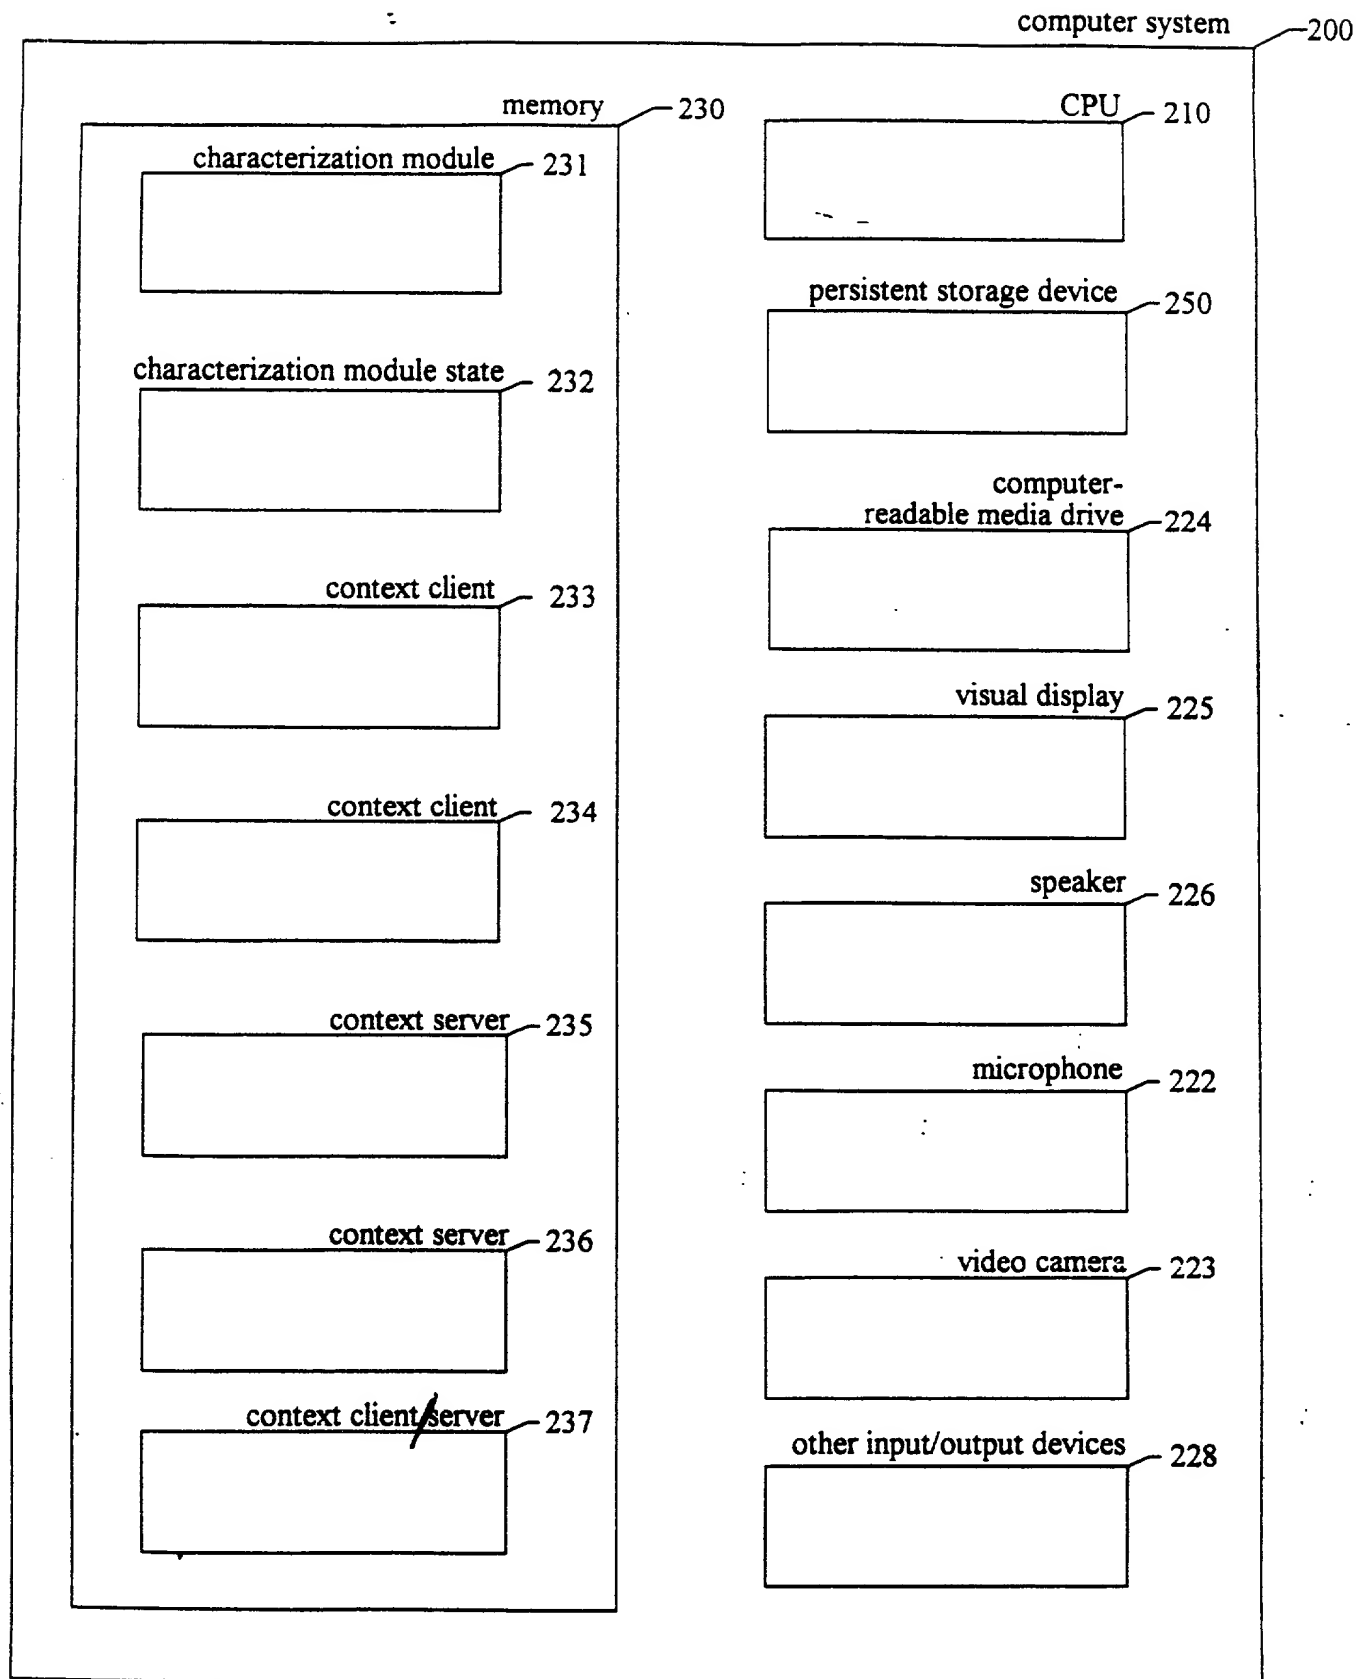 computer system 200
memory 230
characterization module 231
characterization module state 232
context client 233
context client 234
context server 235
context server 236
context client/server 237
CPU 210
persistent storage device 250
computer-
readable media drive 224
visual display 225
speaker 226
microphone 222
video camera 223
other input/output devices 228